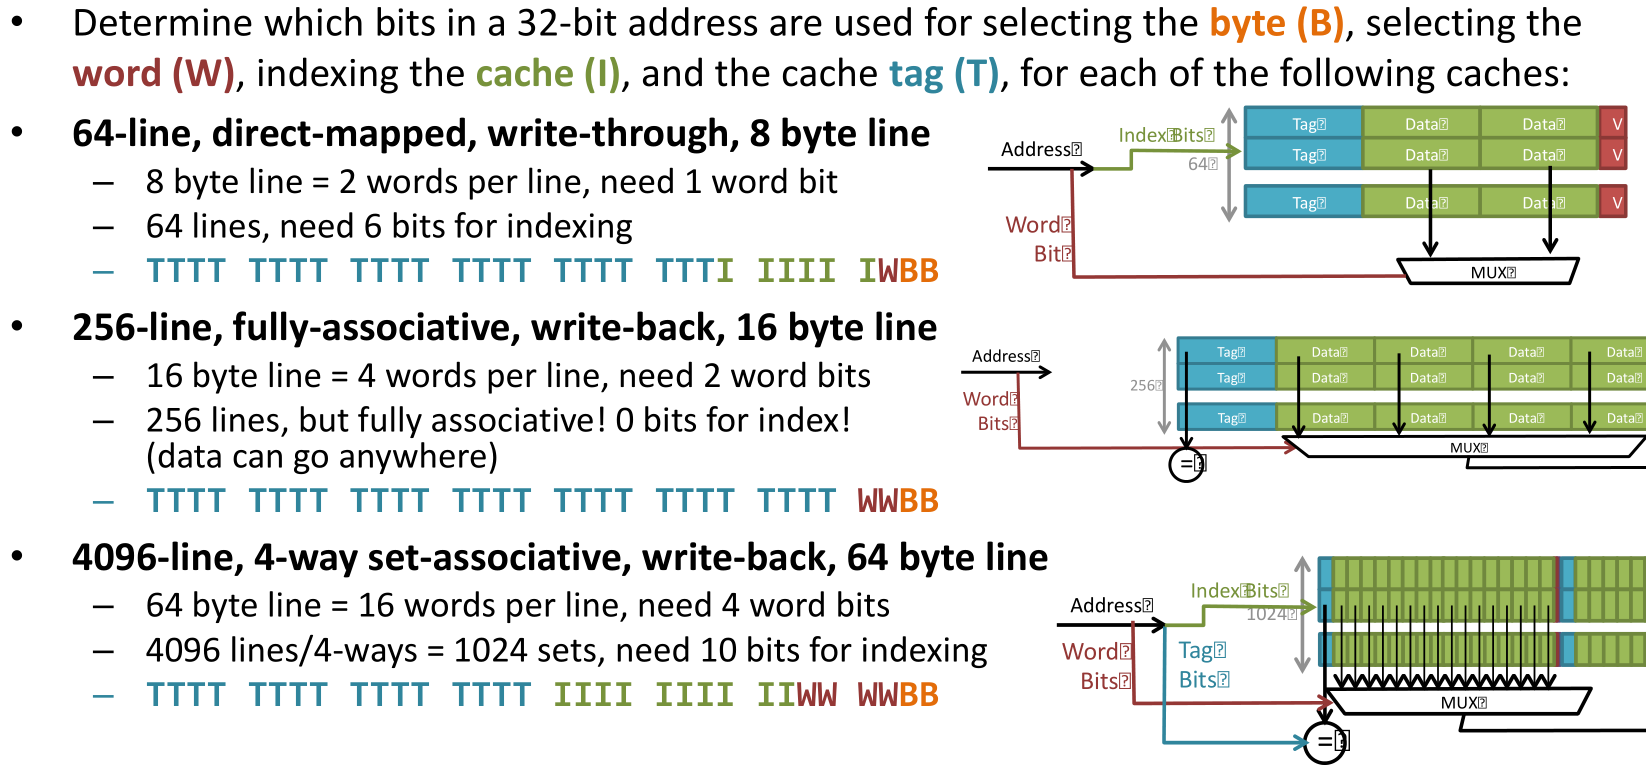 • Determine which bits in a 32-bit address are used for selecting the byte (B), selecting the
word (W), indexing the cache (I), and the cache tag (T), for each of the following caches:
• 64-line, direct-mapped, write-through, 8 byte line
– 8 byte line = 2 words per line, need 1 word bit
– 64 lines, need 6 bits for indexing
– TTTT TTTT TTTT TTTT TTTT TTTI IIII IWBB
Address
Index Bits
64
Word
Bit
Tag Data Data V
Tag Data Data V
Tag Data Data V
MUX
• 256-line, fully-associative, write-back, 16 byte line
– 16 byte line = 4 words per line, need 2 word bits
– 256 lines, but fully associative! 0 bits for index!
(data can go anywhere)
– TTTT TTTT TTTT TTTT TTTT TTTT TTTT WWBB
Address
256
Word
Bits
Tag Data Data Data Data
Tag Data Data Data Data
Tag Data Data Data Data
MUX
=
• 4096-line, 4-way set-associative, write-back, 64 byte line
– 64 byte line = 16 words per line, need 4 word bits
– 4096 lines/4-ways = 1024 sets, need 10 bits for indexing
– TTTT TTTT TTTT TTTT IIII IIII IIWW WWBB
Address
Index Bits
1024
Word
Bits
Tag
Bits
MUX
=